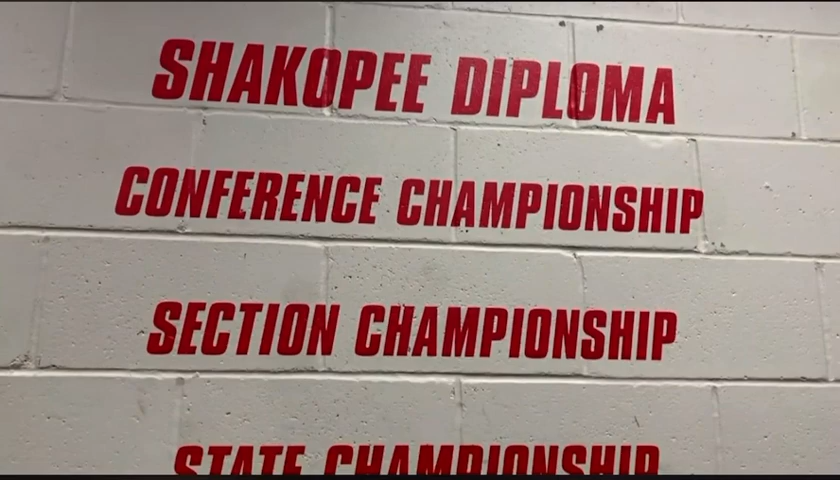 SHAKOPEE DIPLOMA
CONFERENCE CHAMPIONSHIP
SECTION CHAMPIONSHIP
STATE CHAMPIONSHIP